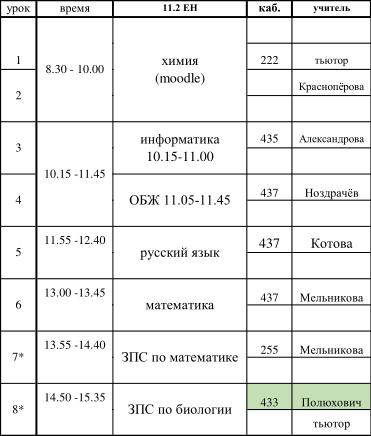 урок время 11.2 ЕН каб. учитель
1 8.30 - 10.00 химия 222 тьютор
2 (moodle) Краснопёрова
3 10.15 -11.45 информатика 435 Александрова
10.15-11.00
4 ОБЖ 11.05-11.45 437 Ноздрачёв
5 11.55 -12.40 русский язык 437 Котова
6 13.00 -13.45 математика 437 Мельникова
7* 13.55 -14.40 ЗПС по математике 255 Мельникова
8* 14.50 -15.35 ЗПС по биологии 433 Полюхович
тьютор